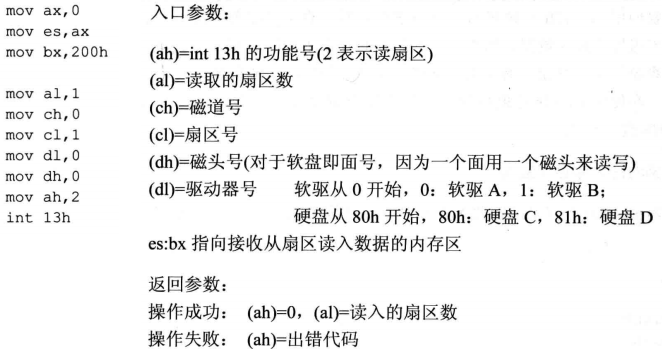 mov ax,0
mov es,ax
mov bx,200h
mov al,1
mov ch,0
mov cl,1
mov dl,0
mov dh,0
mov ah,2
int 13h
入口参数：
(ah)=int 13h 的功能号(2 表示读扇区)
(al)=读取的扇区数
(ch)=磁道号
(cl)=扇区号
(dh)=磁头号(对于软盘即面号，因为一个面用一个磁头来读写)
(dl)=驱动器号 软驱从 0 开始，0：软驱 A，1：软驱 B；
硬盘从 80h 开始，80h：硬盘 C，81h：硬盘 D
es:bx 指向接收从扇区读入数据的内存区
返回参数：
操作成功： (ah)=0，(al)=读入的扇区数
操作失败： (ah)=出错代码